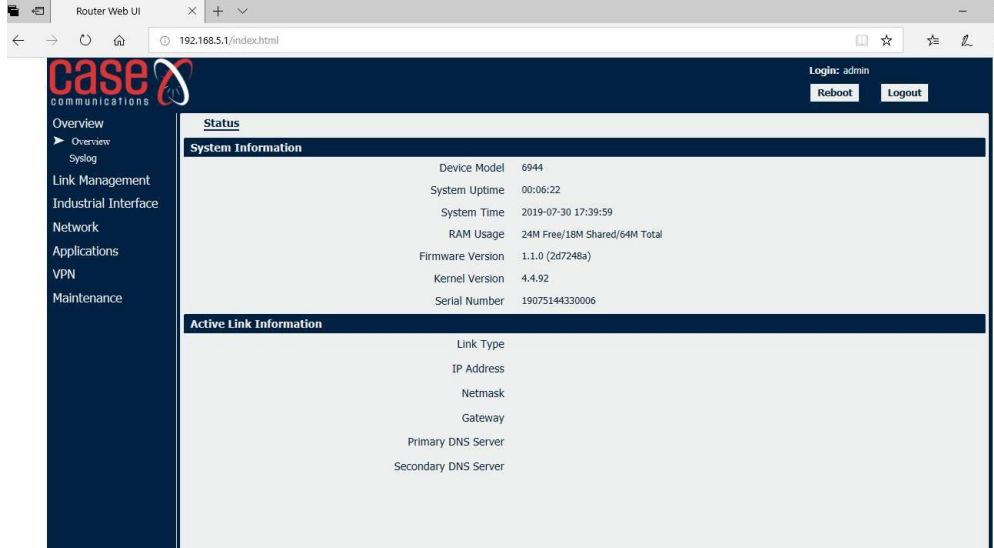 Router Web UI
192.168.5.1/index.html
case
communications
Login: admin
Reboot Logout
Overview
Overview
Syslog
Link Management
Industrial Interface
Network
Applications
VPN
Maintenance
Status
System Information
Device Model 6944
System Uptime 00:06:22
System Time 2019-07-30 17:39:59
RAM Usage 24M Free/18M Shared/64M Total
Firmware Version 1.1.0 (2d7248a)
Kernel Version 4.4.92
Serial Number 19075144330006
Active Link Information
Link Type
IP Address
Netmask
Gateway
Primary DNS Server
Secondary DNS Server